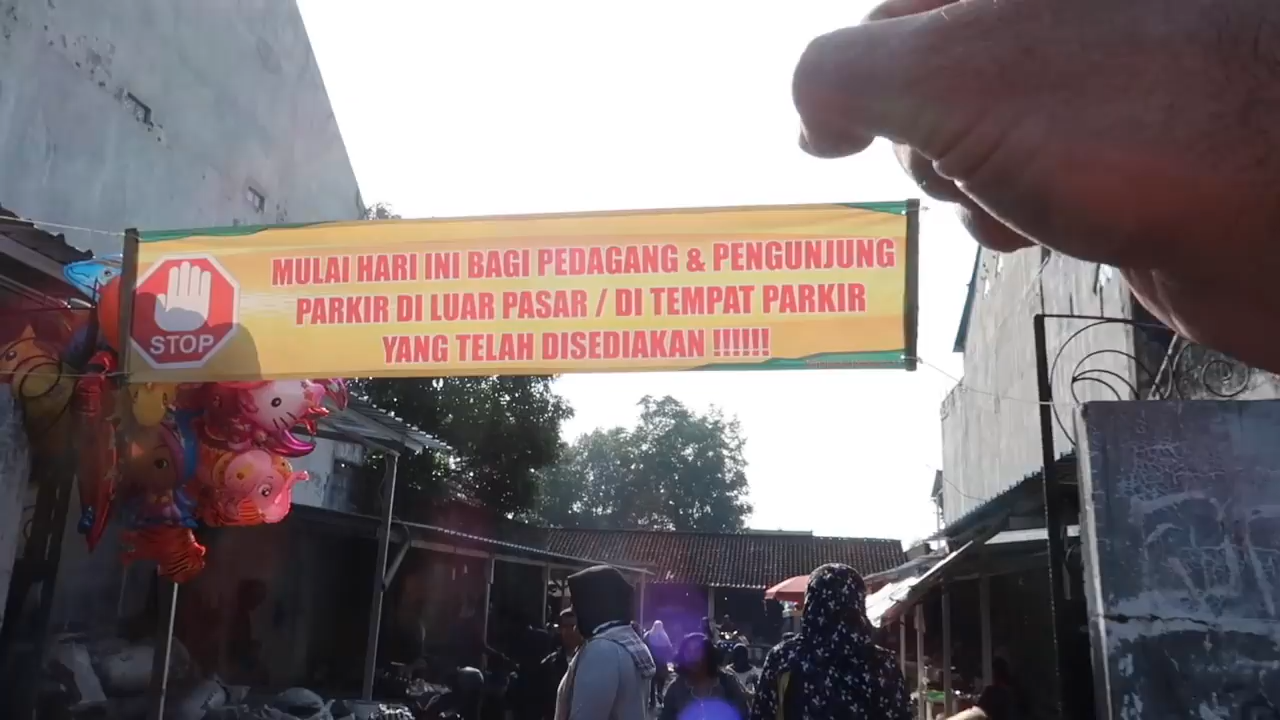 MULAI HARI INI BAGI PEDAGANG & PENGUNJUNG
PARKIR DI LUAR PASAR / DI TEMPAT PARKIR
YANG TELAH DISEDIAKAN !!!!!!
STOP